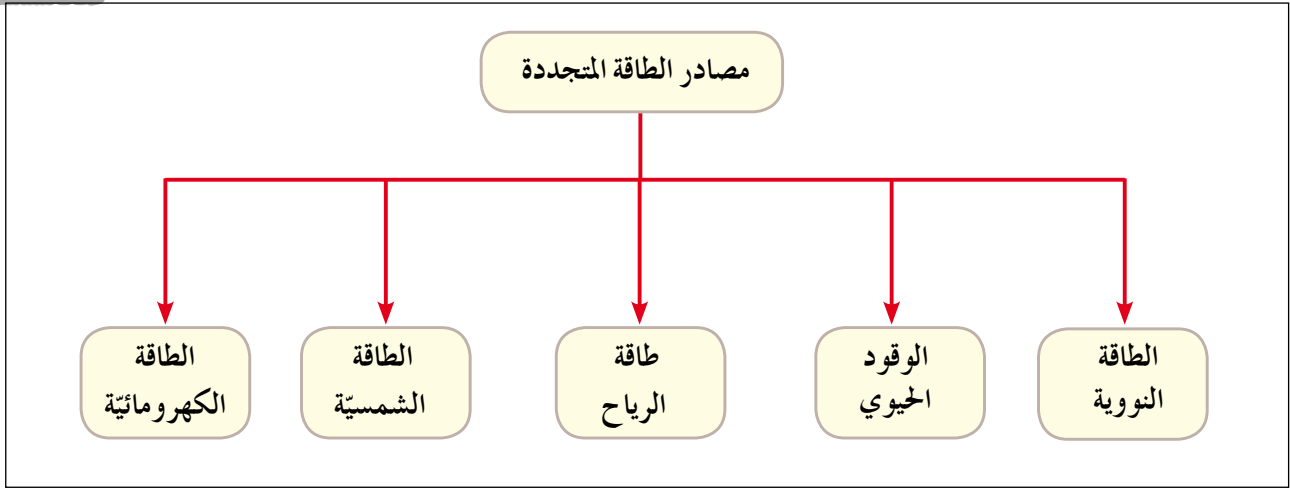 مصادر الطاقة المتجددة
الطاقة
النووية
الوقود
الحيوي
طاقة
الرياح
الطاقة
الشمسيّة
الطاقة
الكهرومائيّة